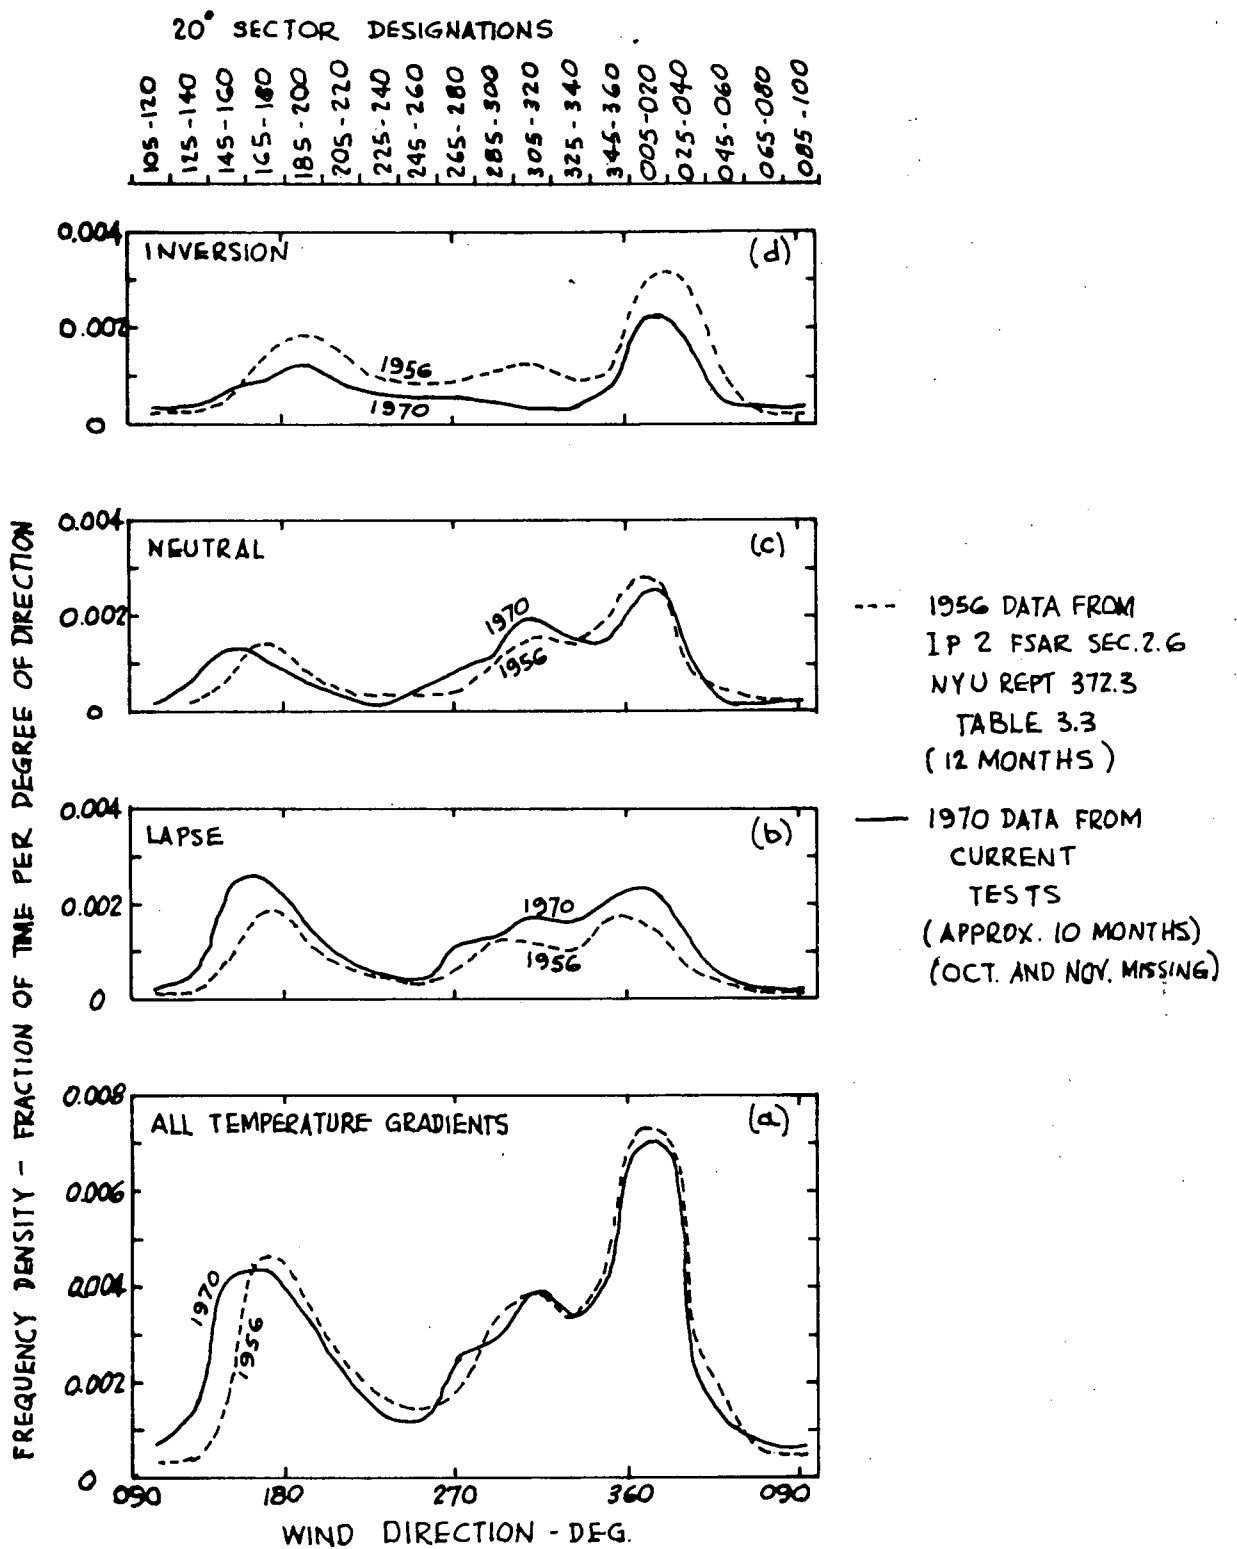 20° SECTOR DESIGNATIONS
105-120
125-140
145-160
165-180
185-200
205-220
225-240
245-260
265-280
285-300
305-320
325-340
345-360
005-020
025-040
045-060
065-080
085-100
FREQUENCY DENSITY - FRACTION OF TIME PER DEGREE OF DIRECTION
0.004
0.002
0
INVERSION
(d)
1956
1970
0.004
0.002
0
NEUTRAL
(c)
1970
1956
0.004
0.002
0
LAPSE
(b)
1970
1956
0.008
0.006
0.004
0.002
0
ALL TEMPERATURE GRADIENTS
(a)
1970
1956
090
180
270
360
090
WIND DIRECTION - DEG.
--- 1956 DATA FROM
IP 2 FSAR SEC.2.6
NYU REPT 372.3
TABLE 3.3
(12 MONTHS)
— 1970 DATA FROM
CURRENT
TESTS
(APPROX. 10 MONTHS)
(OCT. AND NOV. MISSING)